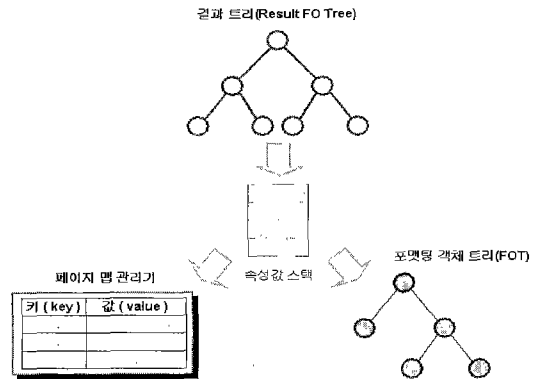 결과 트리(Result FO Tree)
속성값 스택
포맷팅 객체 트리(FOT)
페이지 맵 관리기
키 ( key ) 값 ( value )